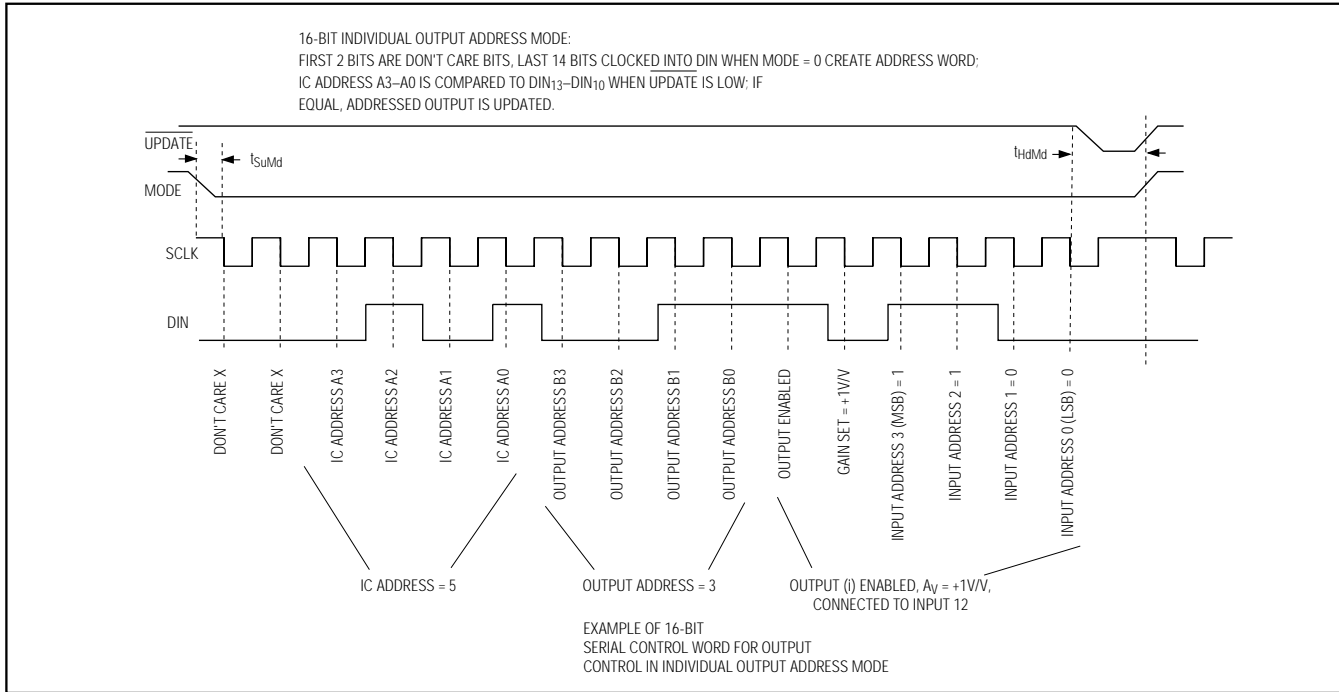 16-BIT INDIVIDUAL OUTPUT ADDRESS MODE:
FIRST 2 BITS ARE DON'T CARE BITS, LAST 14 BITS CLOCKED INTO DIN WHEN MODE = 0 CREATE ADDRESS WORD;
IC ADDRESS A3–A0 IS COMPARED TO DIN13–DIN10 WHEN UPDATE IS LOW; IF
EQUAL, ADDRESSED OUTPUT IS UPDATED.
UPDATE
tSuMd
tHdMd
MODE
SCLK
DIN
DON'T CARE X
DON'T CARE X
IC ADDRESS A3
IC ADDRESS A2
IC ADDRESS A1
IC ADDRESS A0
OUTPUT ADDRESS B3
OUTPUT ADDRESS B2
OUTPUT ADDRESS B1
OUTPUT ADDRESS B0
OUTPUT ENABLED
GAIN SET = +1V/V
INPUT ADDRESS 3 (MSB) = 1
INPUT ADDRESS 2 = 1
INPUT ADDRESS 1 = 0
INPUT ADDRESS 0 (LSB) = 0
IC ADDRESS = 5
OUTPUT ADDRESS = 3
OUTPUT (i) ENABLED, AV = +1V/V,
CONNECTED TO INPUT 12
EXAMPLE OF 16-BIT
SERIAL CONTROL WORD FOR OUTPUT
CONTROL IN INDIVIDUAL OUTPUT ADDRESS MODE